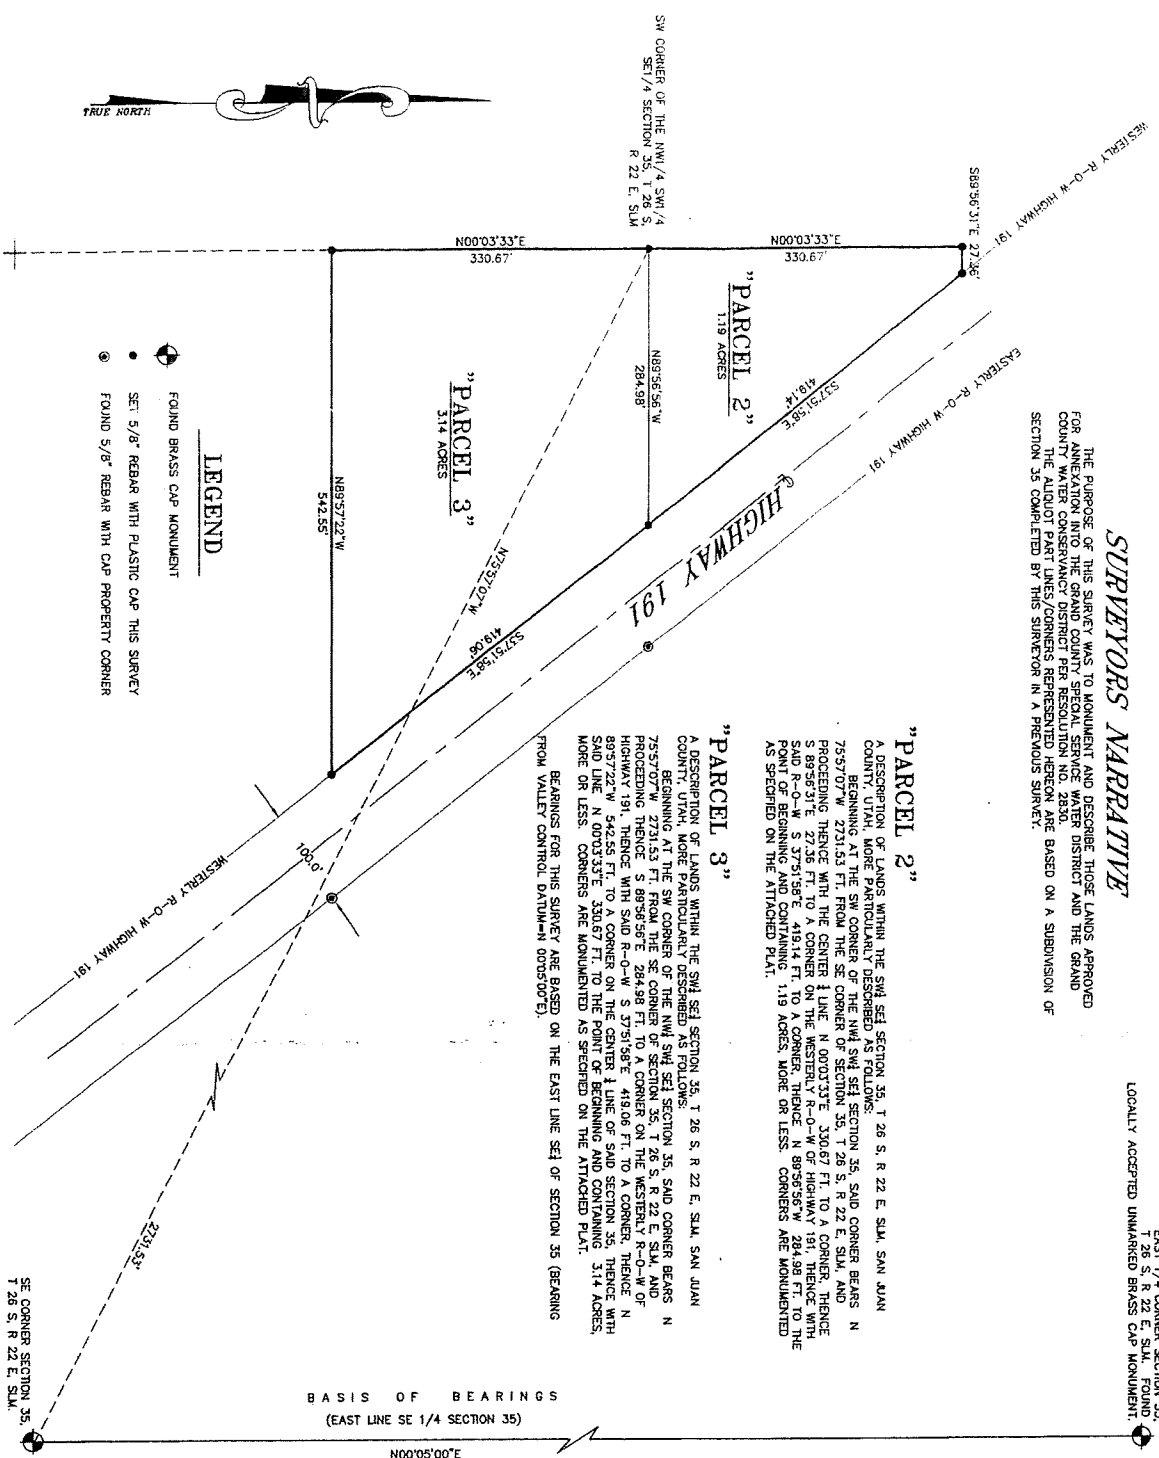 SURVEYORS NARRATIVE
THE PURPOSE OF THIS SURVEY WAS TO MONUMENT AND DESCRIBE THOSE LANDS APPROVED
FOR ANNEXATION INTO THE GRAND COUNTY SPECIAL SERVICE WATER DISTRICT AND THE GRAND
COUNTY WATER CONSERVANCY DISTRICT PER RESOLUTION NO. 2830.
THE ALIQUOT PART LINES/CORNERS REPRESENTED HEREON ARE BASED ON A SUBDIVISION OF
SECTION 35 COMPLETED BY THIS SURVEYOR IN A PREVIOUS SURVEY.
EAST 1/4 CORNER SECTION 35,
T 26 S, R 22 E, SLM. FOUND
LOCALLY ACCEPTED UNMARKED BRASS CAP MONUMENT.
WESTERLY R-O-W HIGHWAY 191
S89°56'31"E 27.36'
EASTERLY R-O-W HIGHWAY 191
N00°03'33"E
330.67'
"PARCEL 2"
1.19 ACRES
S37°51'58"E
419.14'
SW CORNER OF THE NW1/4 SW1/4
SE1/4 SECTION 35, T 26 S,
R 22 E, SLM
N89°56'56"W
284.98'
℄ HIGHWAY 191
N00°03'33"E
330.67'
"PARCEL 3"
3.14 ACRES
N75°57'07"W
S37°51'58"E
419.06'
N89°57'22"W
542.55'
100.0'
WESTERLY R-O-W HIGHWAY 191
TRUE NORTH
LEGEND
FOUND BRASS CAP MONUMENT
SET 5/8" REBAR WITH PLASTIC CAP THIS SURVEY
FOUND 5/8" REBAR WITH CAP PROPERTY CORNER
"PARCEL 2"
A DESCRIPTION OF LANDS WITHIN THE SW¼ SE¼ SECTION 35, T 26 S, R 22 E, SLM, SAN JUAN
COUNTY, UTAH, MORE PARTICULARLY DESCRIBED AS FOLLOWS:
BEGINNING AT THE SW CORNER OF THE NW¼ SW¼ SE¼ SECTION 35, SAID CORNER BEARS N
75°57'07"W 2731.53 FT. FROM THE SE CORNER OF SECTION 35, T 26 S, R 22 E, SLM, AND
PROCEEDING THENCE WITH THE CENTER ¼ LINE N 00°03'33"E 330.67 FT. TO A CORNER, THENCE
S 89°56'31"E 27.36 FT. TO A CORNER ON THE WESTERLY R-O-W OF HIGHWAY 191, THENCE WITH
SAID R-O-W S 37°51'58"E 419.14 FT. TO A CORNER, THENCE N 89°56'56"W 284.98 FT. TO THE
POINT OF BEGINNING AND CONTAINING 1.19 ACRES, MORE OR LESS. CORNERS ARE MONUMENTED
AS SPECIFIED ON THE ATTACHED PLAT.
"PARCEL 3"
A DESCRIPTION OF LANDS WITHIN THE SW¼ SE¼ SECTION 35, T 26 S, R 22 E, SLM, SAN JUAN
COUNTY, UTAH, MORE PARTICULARLY DESCRIBED AS FOLLOWS:
BEGINNING AT THE SW CORNER OF THE NW¼ SW¼ SE¼ SECTION 35, SAID CORNER BEARS N
75°57'07"W 2731.53 FT. FROM THE SE CORNER OF SECTION 35, T 26 S, R 22 E, SLM, AND
PROCEEDING THENCE S 89°56'56"E 284.98 FT. TO A CORNER ON THE WESTERLY R-O-W OF
HIGHWAY 191, THENCE WITH SAID R-O-W S 37°51'58"E 419.06 FT. TO A CORNER, THENCE N
89°57'22"W 542.55 FT. TO A CORNER ON THE CENTER ¼ LINE OF SAID SECTION 35, THENCE WITH
SAID LINE N 00°03'33"E 330.67 FT. TO THE POINT OF BEGINNING AND CONTAINING 3.14 ACRES,
MORE OR LESS. CORNERS ARE MONUMENTED AS SPECIFIED ON THE ATTACHED PLAT.
BEARINGS FOR THIS SURVEY ARE BASED ON THE EAST LINE SE¼ OF SECTION 35 (BEARING
FROM VALLEY CONTROL DATUM=N 00°05'00"E).
2731.53'
BASIS OF BEARINGS
(EAST LINE SE 1/4 SECTION 35)
N00°05'00"E
SE CORNER SECTION 35,
T 26 S, R 22 E, SLM.